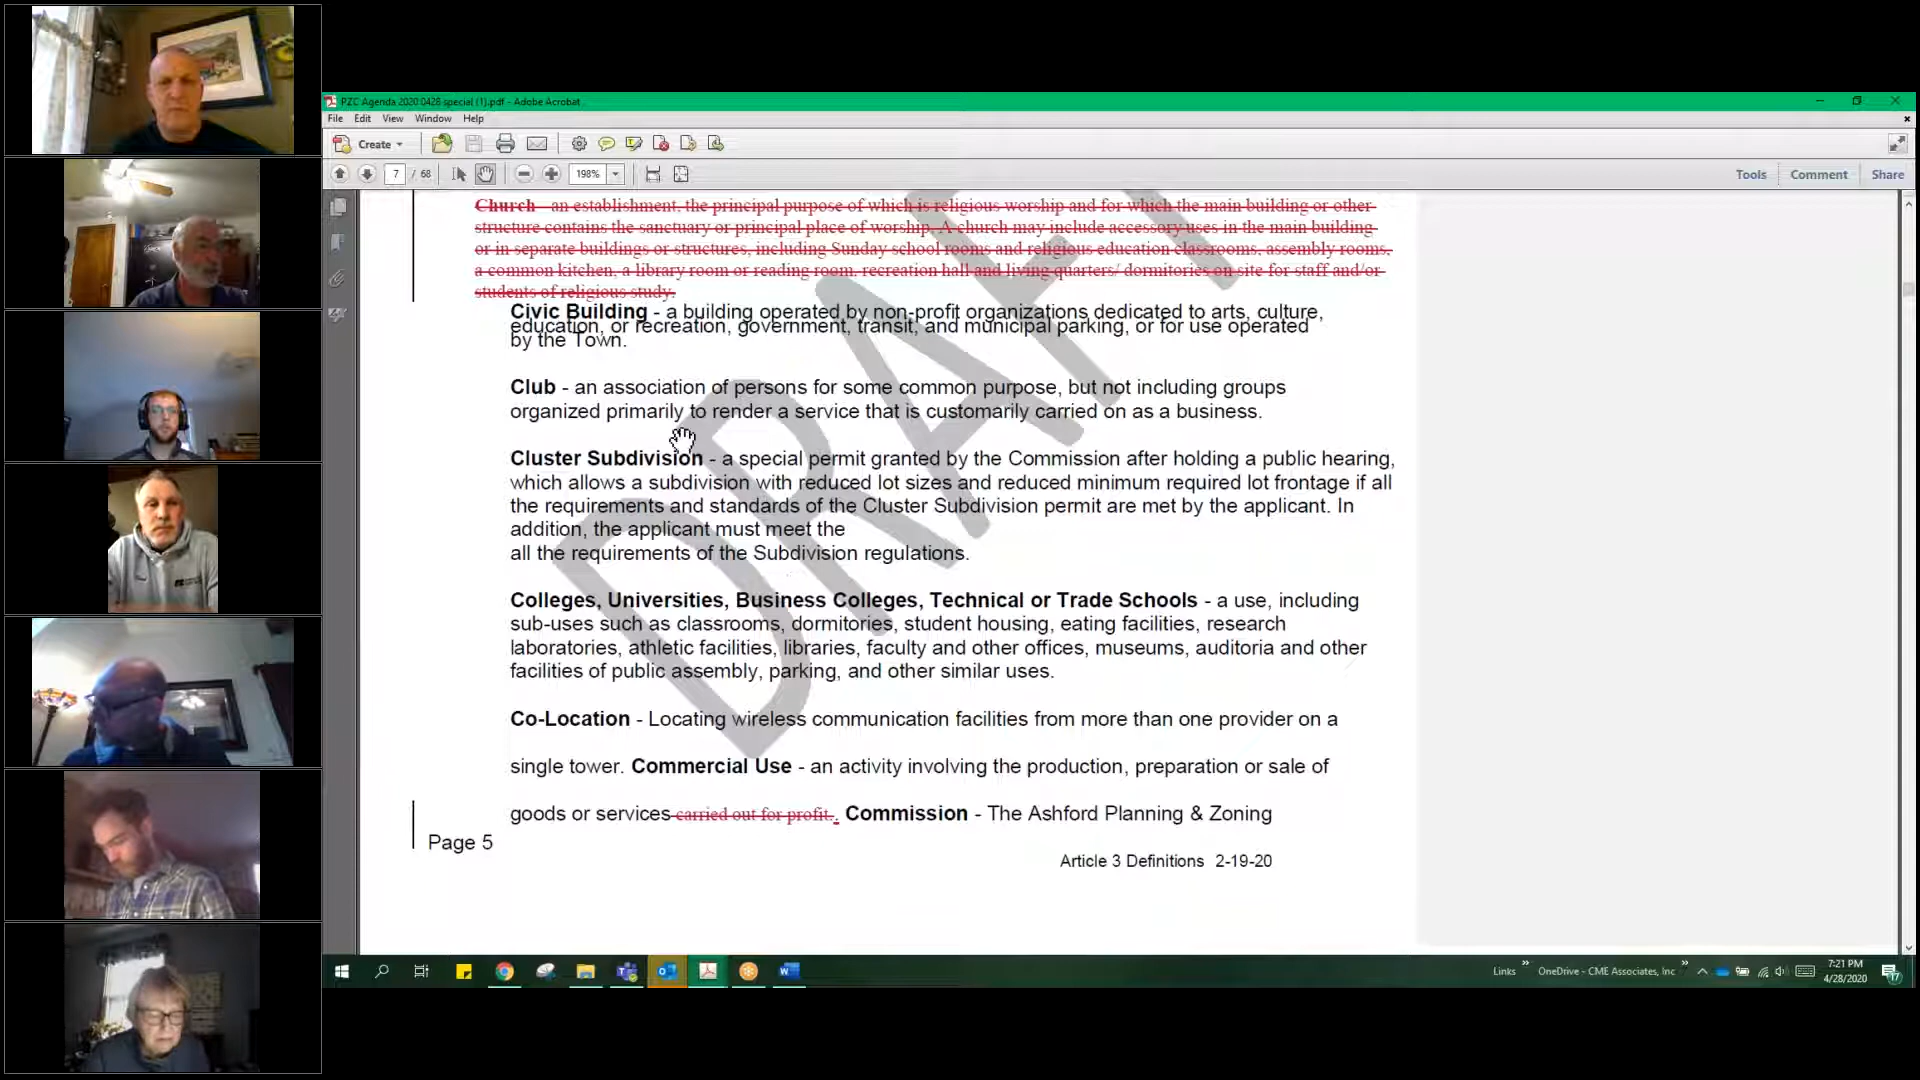 PZC Agenda 2020 0428 special (1).pdf - Adobe Acrobat
File Edit View Window Help
Create
7 / 68 198% Tools Comment Share
Church - an establishment, the principal purpose of which is religious worship and for which the main building or other
structure contains the sanctuary or principal place of worship. A church may include accessory uses in the main building
or in separate buildings or structures, including Sunday school rooms and religious education classrooms, assembly rooms,
a common kitchen, a library room or reading room, recreation hall and living quarters/ dormitories on site for staff and/or
students of religious study.
Civic Building - a building operated by non-profit organizations dedicated to arts, culture,
education, or recreation, government, transit, and municipal parking, or for use operated
by the Town.
Club - an association of persons for some common purpose, but not including groups
organized primarily to render a service that is customarily carried on as a business.
Cluster Subdivision - a special permit granted by the Commission after holding a public hearing,
which allows a subdivision with reduced lot sizes and reduced minimum required lot frontage if all
the requirements and standards of the Cluster Subdivision permit are met by the applicant. In
addition, the applicant must meet the
all the requirements of the Subdivision regulations.
Colleges, Universities, Business Colleges, Technical or Trade Schools - a use, including
sub-uses such as classrooms, dormitories, student housing, eating facilities, research
laboratories, athletic facilities, libraries, faculty and other offices, museums, auditoria and other
facilities of public assembly, parking, and other similar uses.
Co-Location - Locating wireless communication facilities from more than one provider on a
single tower. Commercial Use - an activity involving the production, preparation or sale of
goods or services carried out for profit.. Commission - The Ashford Planning & Zoning
Page 5
Article 3 Definitions 2-19-20
DRAFT
Links OneDrive - CME Associates, Inc 7:21 PM
4/28/2020
17